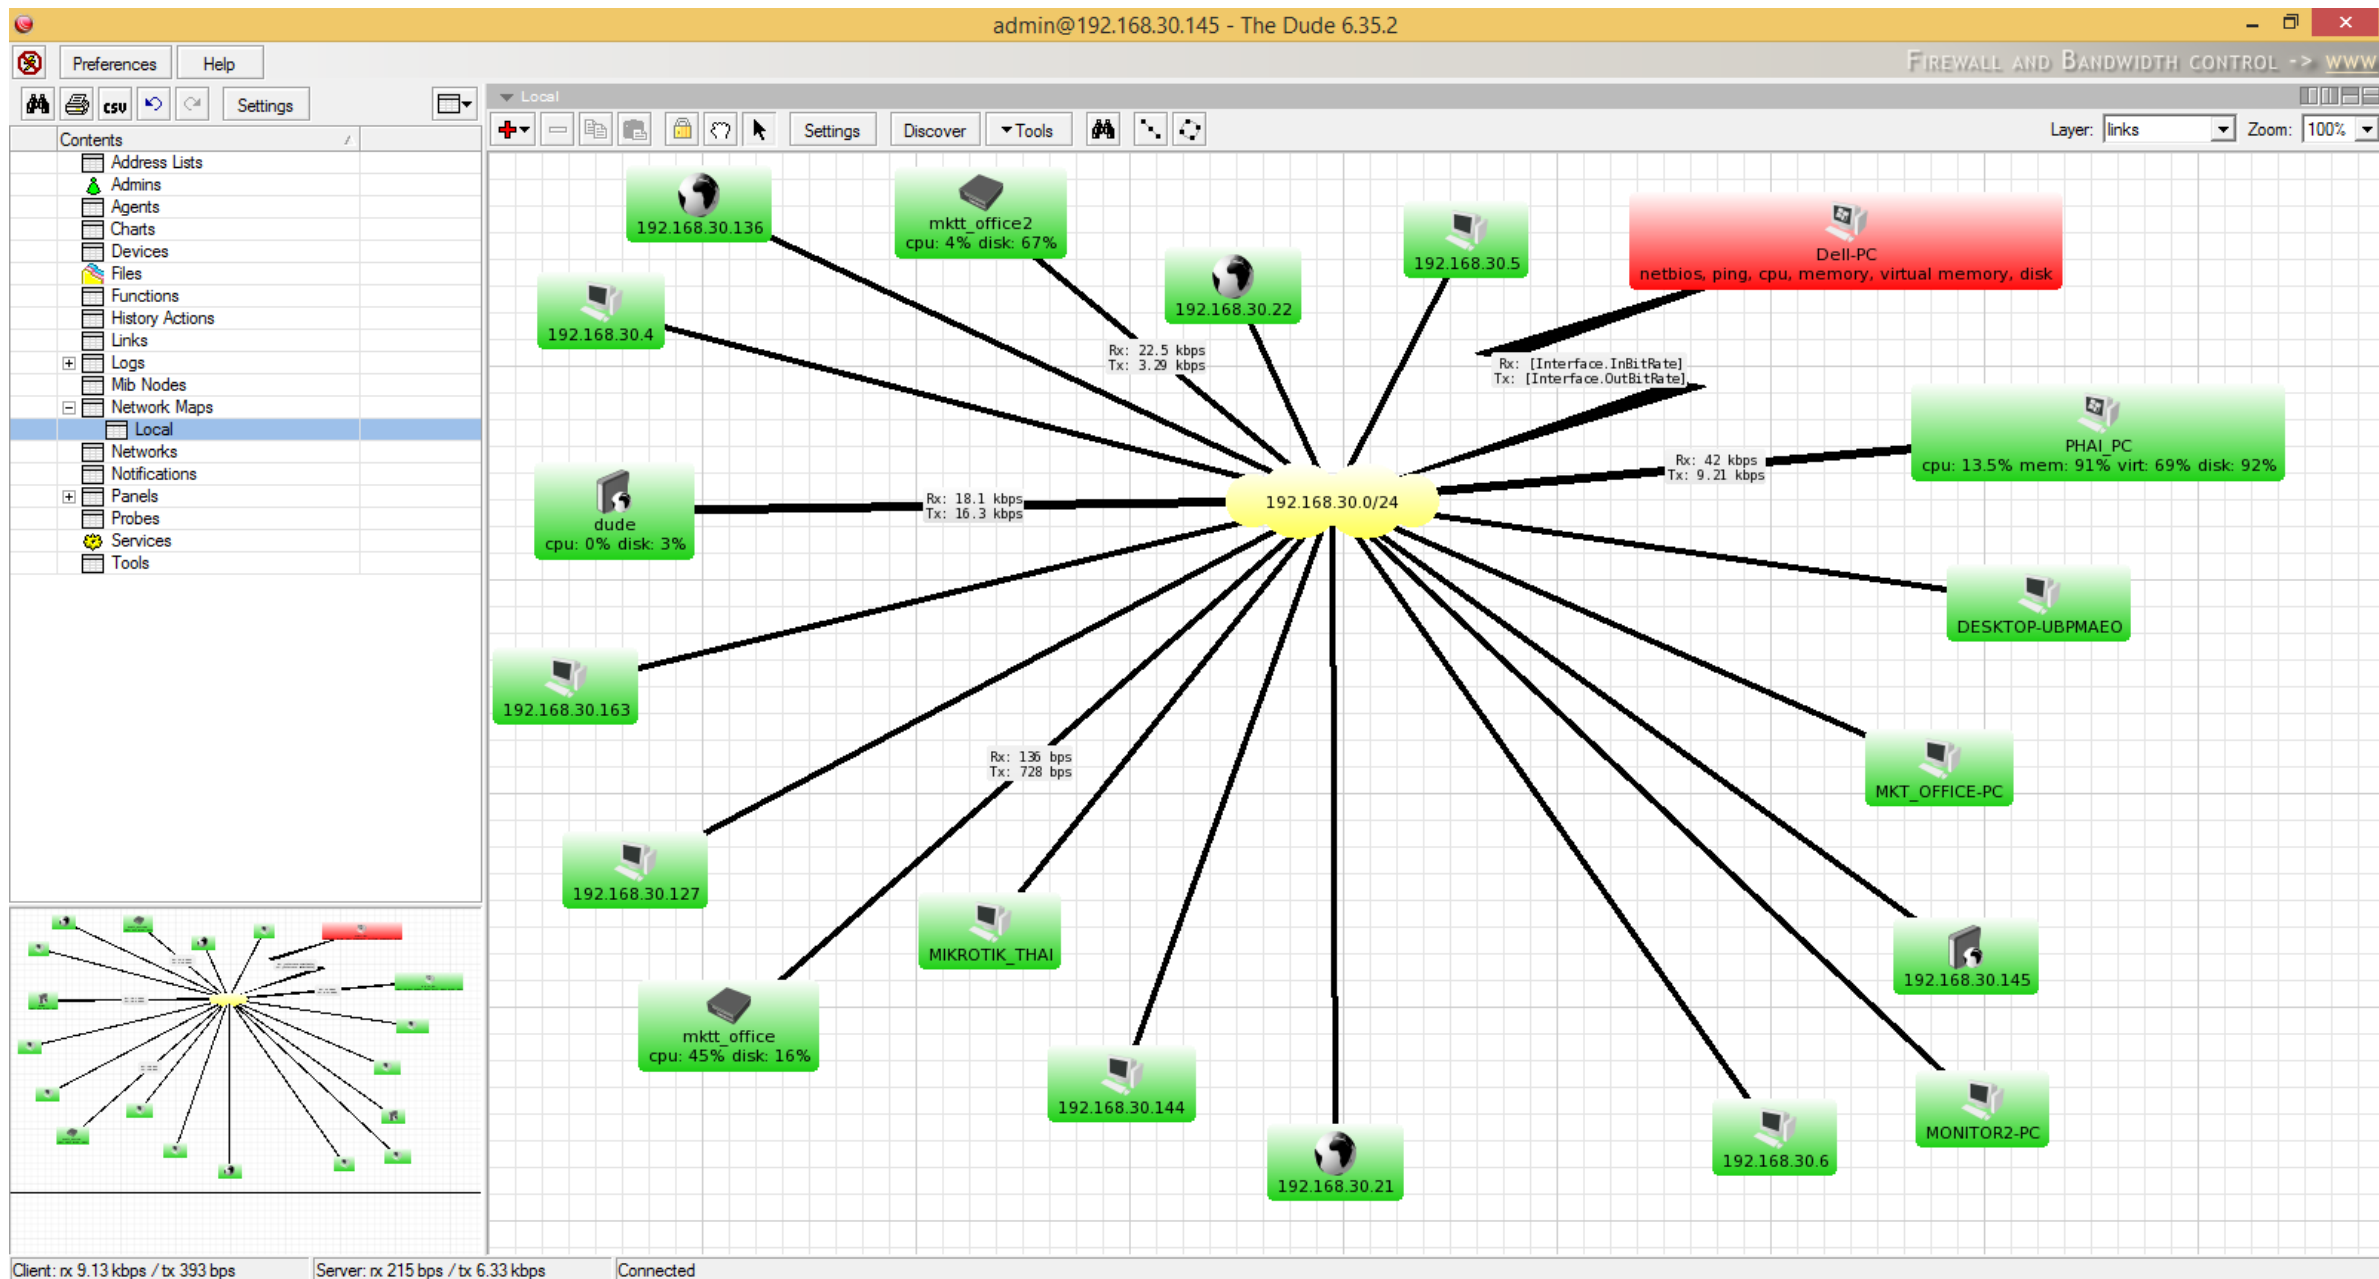 admin@192.168.30.145 - The Dude 6.35.2
Preferences Help
FIREWALL AND BANDWIDTH CONTROL -> WWW
csv Settings
Local
Settings Discover Tools
Layer: links Zoom: 100%
Contents
Address Lists
Admins
Agents
Charts
Devices
Files
Functions
History Actions
Links
Logs
Mib Nodes
Network Maps
Local
Networks
Notifications
Panels
Probes
Services
Tools
192.168.30.136
mktt_office2
cpu: 4% disk: 67%
192.168.30.22
192.168.30.5
Dell-PC
netbios, ping, cpu, memory, virtual memory, disk
192.168.30.4
Rx: 22.5 kbps
Tx: 3.29 kbps
Rx: [Interface.InBitRate]
Tx: [Interface.OutBitRate]
PHAI_PC
cpu: 13.5% mem: 91% virt: 69% disk: 92%
Rx: 42 kbps
Tx: 9.21 kbps
dude
cpu: 0% disk: 3%
Rx: 18.1 kbps
Tx: 16.3 kbps
192.168.30.0/24
DESKTOP-UBPMAEO
192.168.30.163
Rx: 136 bps
Tx: 728 bps
MKT_OFFICE-PC
192.168.30.127
MIKROTIK_THAI
192.168.30.145
mktt_office
cpu: 45% disk: 16%
192.168.30.144
192.168.30.21
192.168.30.6
MONITOR2-PC
Client: rx 9.13 kbps / tx 393 bps
Server: rx 215 bps / tx 6.33 kbps
Connected